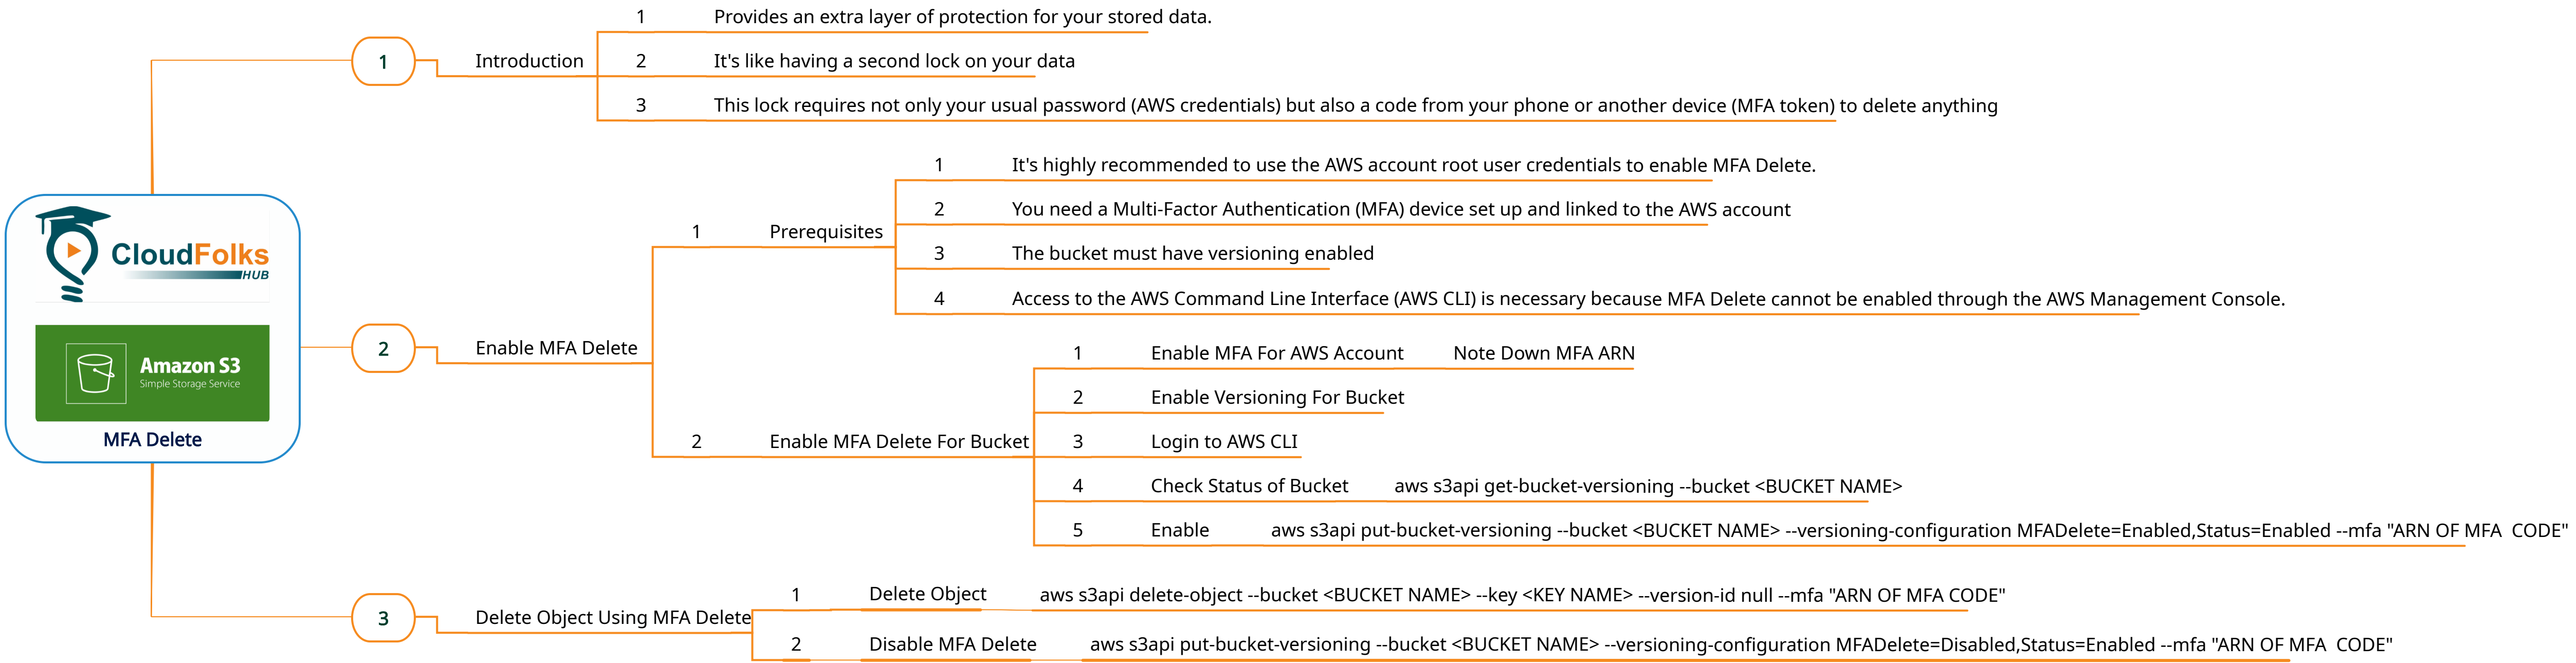 1 Provides an extra layer of protection for your stored data.
1 Introduction 2 It's like having a second lock on your data
3 This lock requires not only your usual password (AWS credentials) but also a code from your phone or another device (MFA token) to delete anything
CloudFolks
HUB
Amazon S3
Simple Storage Service
MFA Delete
2 Enable MFA Delete
1 Prerequisites
1 It's highly recommended to use the AWS account root user credentials to enable MFA Delete.
2 You need a Multi-Factor Authentication (MFA) device set up and linked to the AWS account
3 The bucket must have versioning enabled
4 Access to the AWS Command Line Interface (AWS CLI) is necessary because MFA Delete cannot be enabled through the AWS Management Console.
2 Enable MFA Delete For Bucket
1 Enable MFA For AWS Account Note Down MFA ARN
2 Enable Versioning For Bucket
3 Login to AWS CLI
4 Check Status of Bucket aws s3api get-bucket-versioning --bucket <BUCKET NAME>
5 Enable aws s3api put-bucket-versioning --bucket <BUCKET NAME> --versioning-configuration MFADelete=Enabled,Status=Enabled --mfa "ARN OF MFA  CODE"
3 Delete Object Using MFA Delete
1 Delete Object aws s3api delete-object --bucket <BUCKET NAME> --key <KEY NAME> --version-id null --mfa "ARN OF MFA CODE"
2 Disable MFA Delete aws s3api put-bucket-versioning --bucket <BUCKET NAME> --versioning-configuration MFADelete=Disabled,Status=Enabled --mfa "ARN OF MFA  CODE"